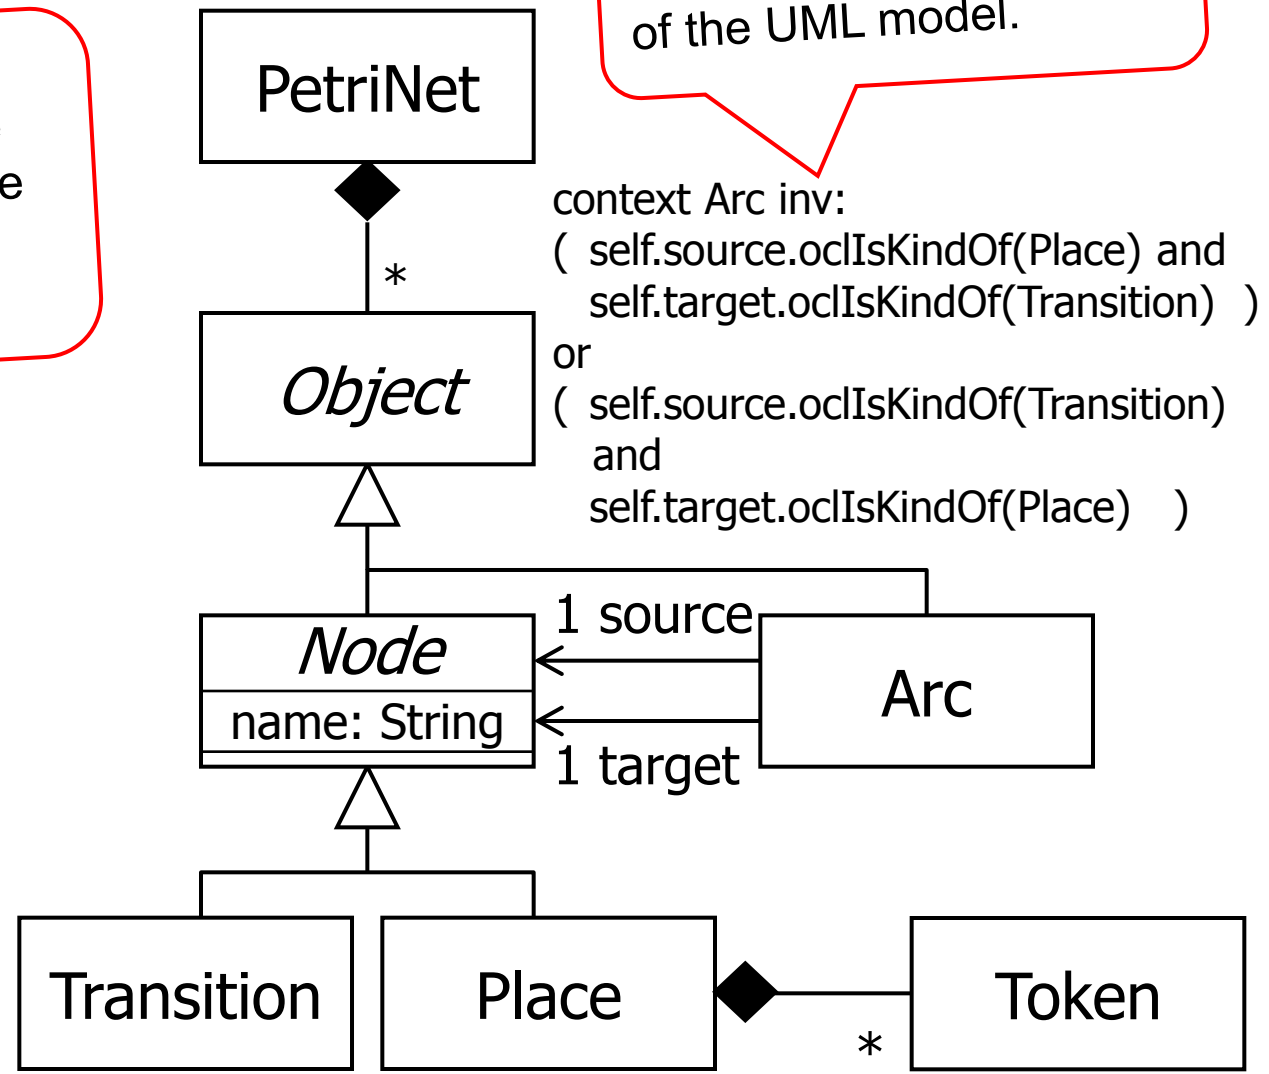 of the UML model.
e
PetriNet
*
context Arc inv:
( self.source.oclIsKindOf(Place) and
self.target.oclIsKindOf(Transition) )
or
( self.source.oclIsKindOf(Transition)
and
self.target.oclIsKindOf(Place) )
Object
1 source
Node
name: String
Arc
1 target
Transition
Place
*
Token